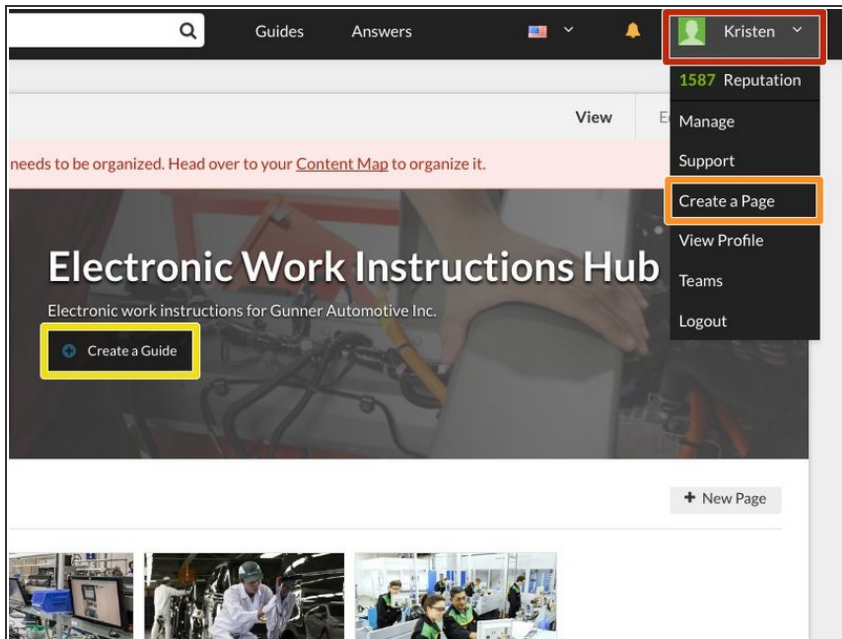 Guides Answers Kristen
1587 Reputation
View
Manage
needs to be organized. Head over to your Content Map to organize it.
Support
Create a Page
View Profile
Teams
Logout
Electronic Work Instructions Hub
Electronic work instructions for Gunner Automotive Inc.
Create a Guide
New Page